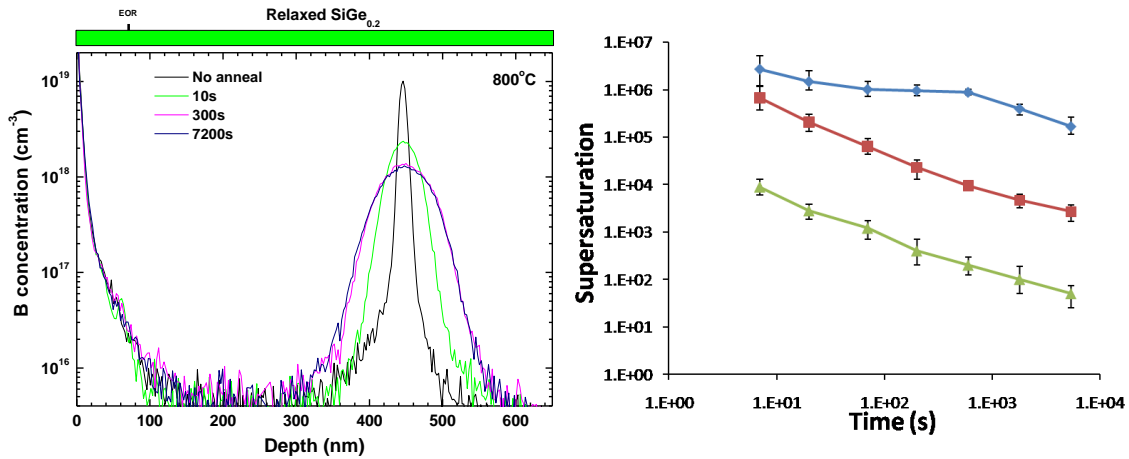 EOR
Relaxed SiGe0.2
No anneal
10s
300s
7200s
800°C
10^19
10^18
10^17
10^16
B concentration (cm^-3)
0 100 200 300 400 500 600
Depth (nm)
1.E+07
1.E+06
1.E+05
1.E+04
1.E+03
1.E+02
1.E+01
1.E+00
Supersaturation
1.E+00 1.E+01 1.E+02 1.E+03 1.E+04
Time (s)